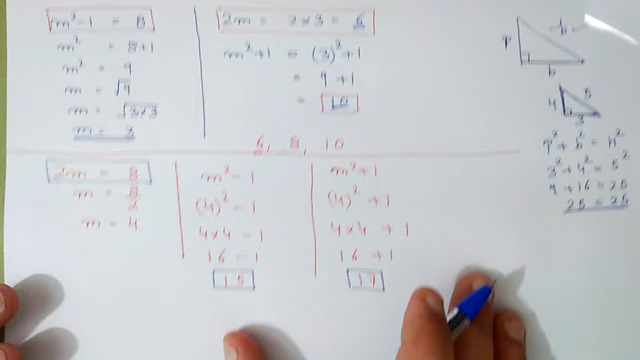 m² - 1 = 8
m² = 8+1
m² = 9
m = √9
m = √3×3
m = 3
2m = 2×3 = 6
m²+1 = (3)²+1
= 9+1
= 10
6, 8, 10
2m = 8
m = 8/2
m = 4
m² - 1
(4)² - 1
4×4 - 1
16 - 1
15
m²+1
(4)² + 1
4×4 + 1
16 + 1
17
P
h
b
4
5
3
P² + b² = h²
3² + 4² = 5²
9 + 16 = 25
25 = 25